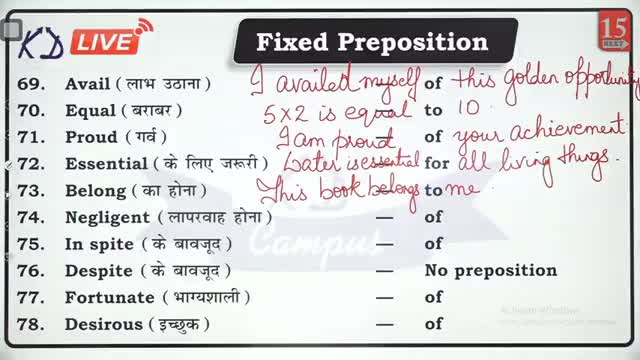 KD LIVE
Fixed Preposition
15
NEXT
69. Avail ( लाभ उठाना ) I availed myself of this golden opportunity
70. Equal ( बराबर ) 5x2 is equal — to 10
71. Proud ( गर्व ) I am proud — of your achievement
72. Essential ( के लिए जरूरी ) Water is essential — for all living things.
73. Belong ( का होना ) This book belongs — to me
74. Negligent ( लापरवाह होना ) — of
75. In spite ( के बावजूद ) — of
76. Despite ( के बावजूद ) — No preposition
77. Fortunate ( भाग्यशाली ) — of
78. Desirous ( इच्छुक ) — of
Campus